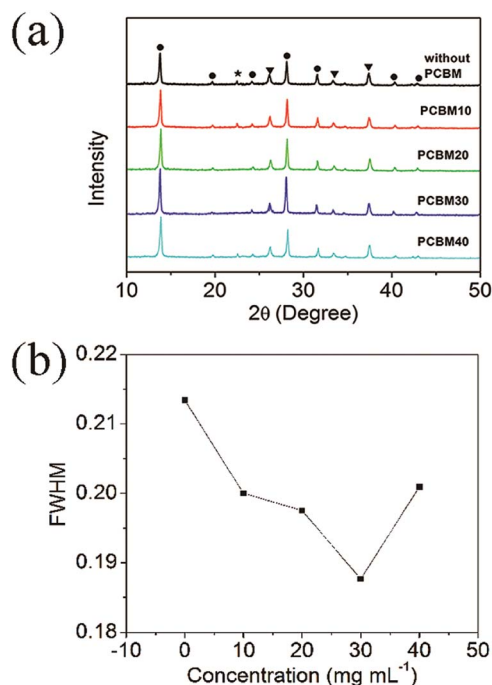 (a)
without
PCBM
PCBM10
PCBM20
PCBM30
PCBM40
Intensity
10 20 30 40 50
2θ (Degree)
(b)
0.22
0.21
0.20
0.19
0.18
FWHM
-10 0 10 20 30 40 50
Concentration (mg mL⁻¹)